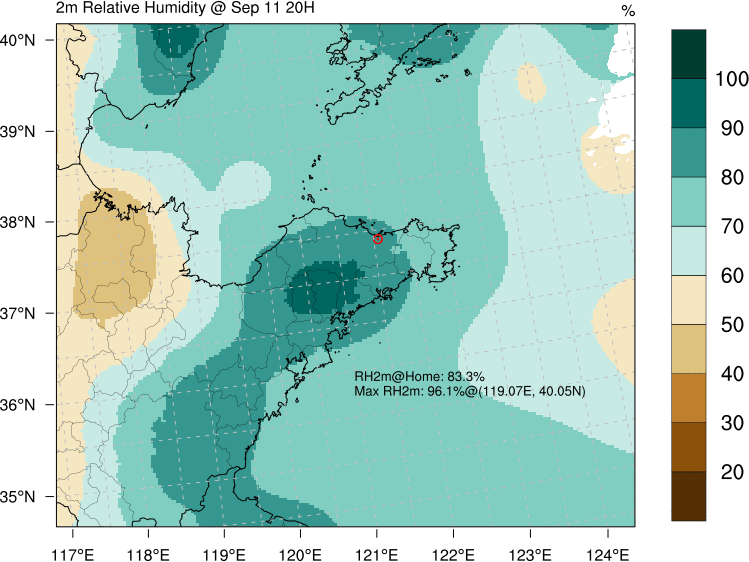 2m Relative Humidity @ Sep 11 20H
%
40°N
39°N
38°N
37°N
36°N
35°N
117°E
118°E
119°E
120°E
121°E
122°E
123°E
124°E
RH2m@Home: 83.3%
Max RH2m: 96.1%@(119.07E, 40.05N)
100
90
80
70
60
50
40
30
20